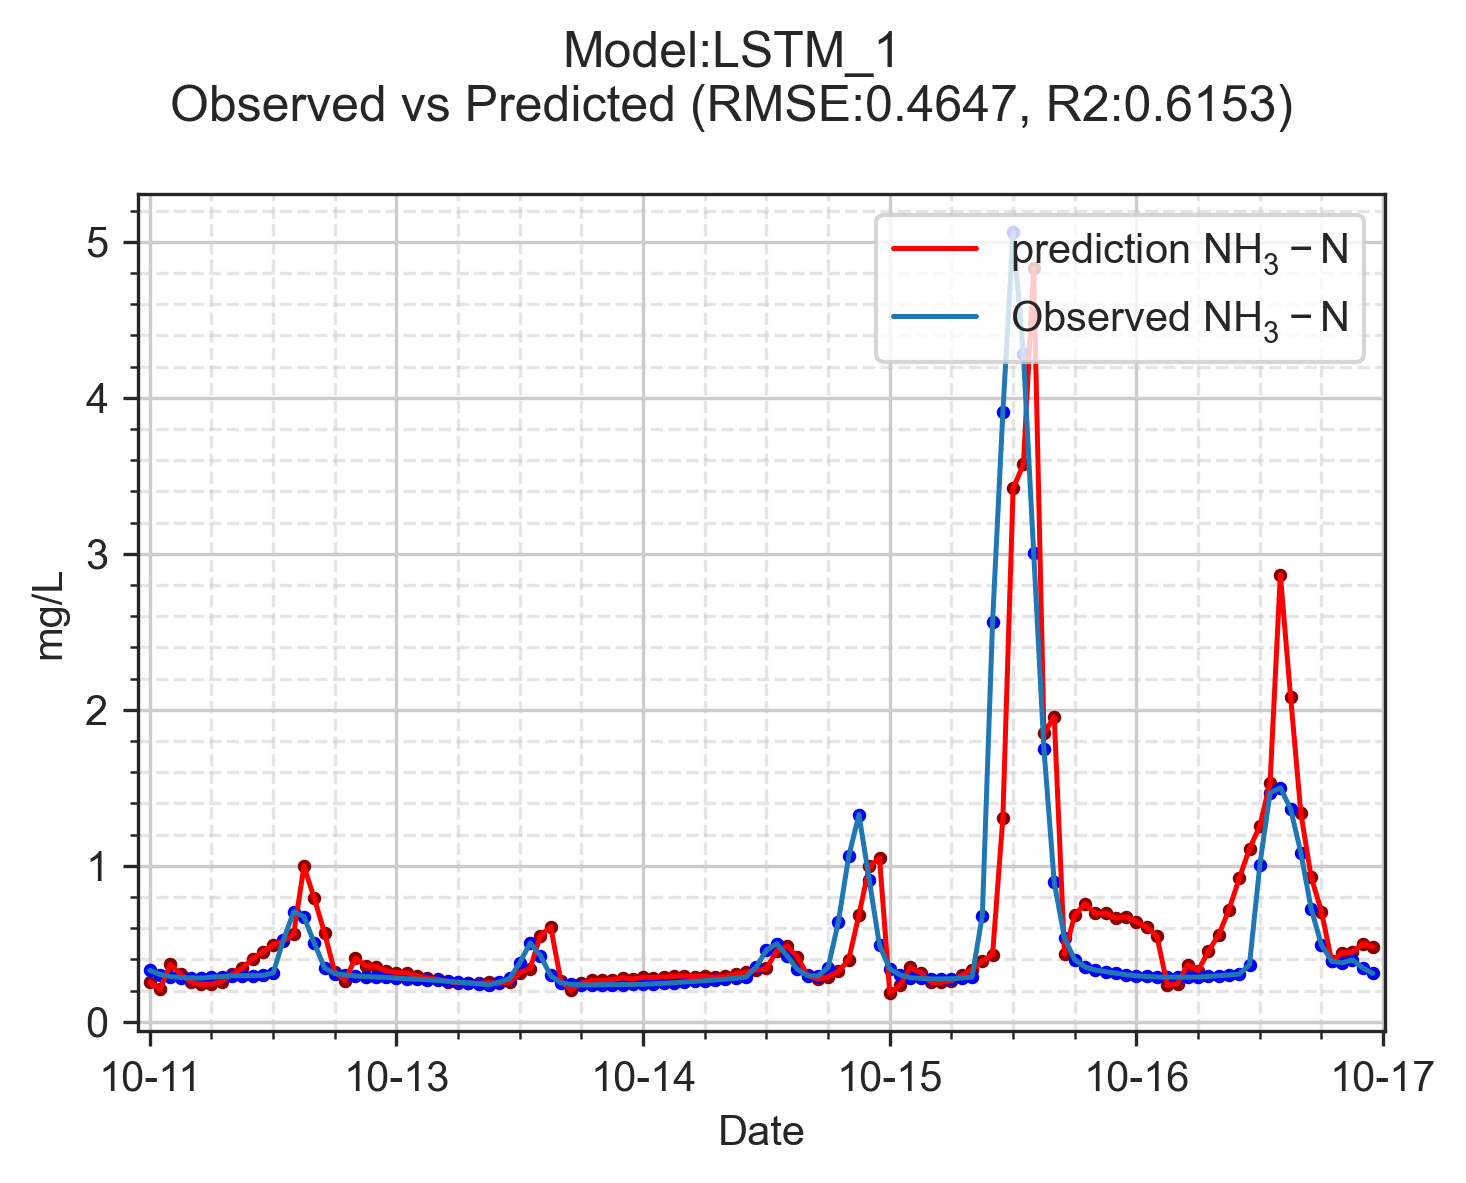 Model:LSTM_1
Observed vs Predicted (RMSE:0.4647, R2:0.6153)
prediction NH₃ − N
Observed NH₃ − N
5
4
3
2
1
0
mg/L
10-11 10-13 10-14 10-15 10-16 10-17
Date